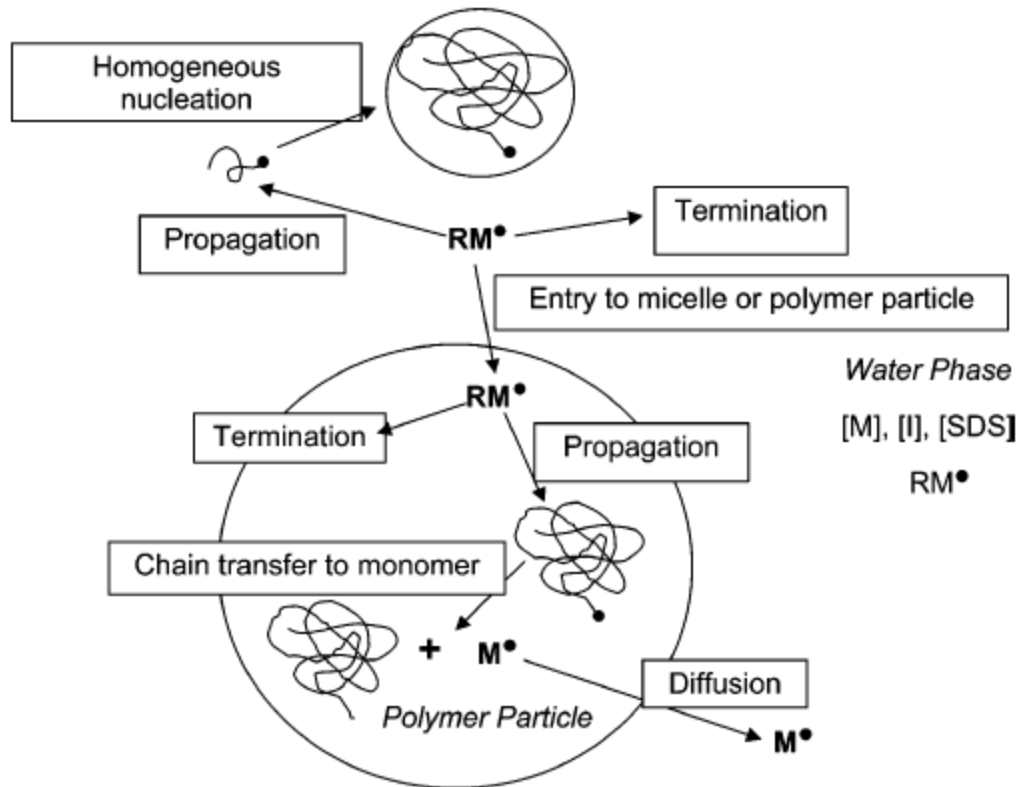 Homogeneous
nucleation
Termination
Propagation
RM•
Entry to micelle or polymer particle
Water Phase
[M], [I], [SDS]
RM•
RM•
Termination
Propagation
Chain transfer to monomer
+ M•
Diffusion
Polymer Particle
M•